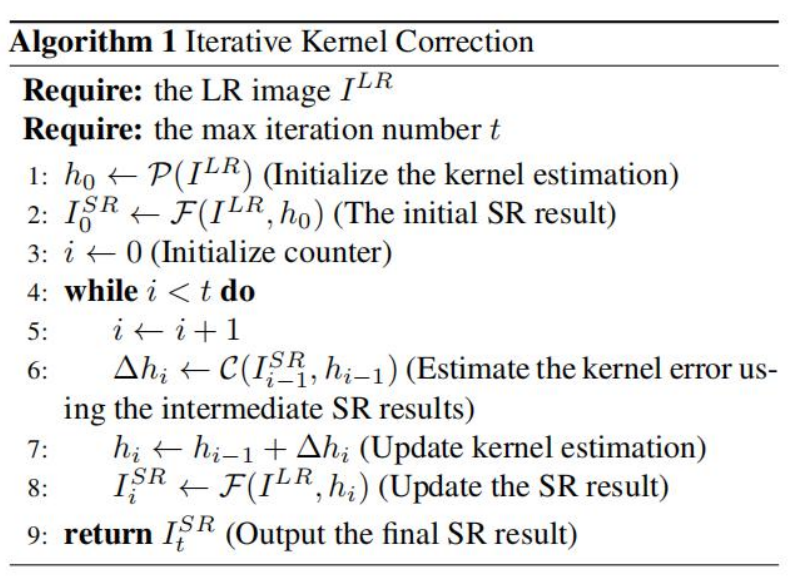 Algorithm 1 Iterative Kernel Correction
Require: the LR image $I^{LR}$
Require: the max iteration number $t$
1: $h_0 \leftarrow \mathcal{P}(I^{LR})$ (Initialize the kernel estimation)
2: $I_0^{SR} \leftarrow \mathcal{F}(I^{LR}, h_0)$ (The initial SR result)
3: $i \leftarrow 0$ (Initialize counter)
4: while $i < t$ do
5: $i \leftarrow i + 1$
6: $\Delta h_i \leftarrow \mathcal{C}(I_{i-1}^{SR}, h_{i-1})$ (Estimate the kernel error us-
ing the intermediate SR results)
7: $h_i \leftarrow h_{i-1} + \Delta h_i$ (Update kernel estimation)
8: $I_i^{SR} \leftarrow \mathcal{F}(I^{LR}, h_i)$ (Update the SR result)
9: return $I_t^{SR}$ (Output the final SR result)